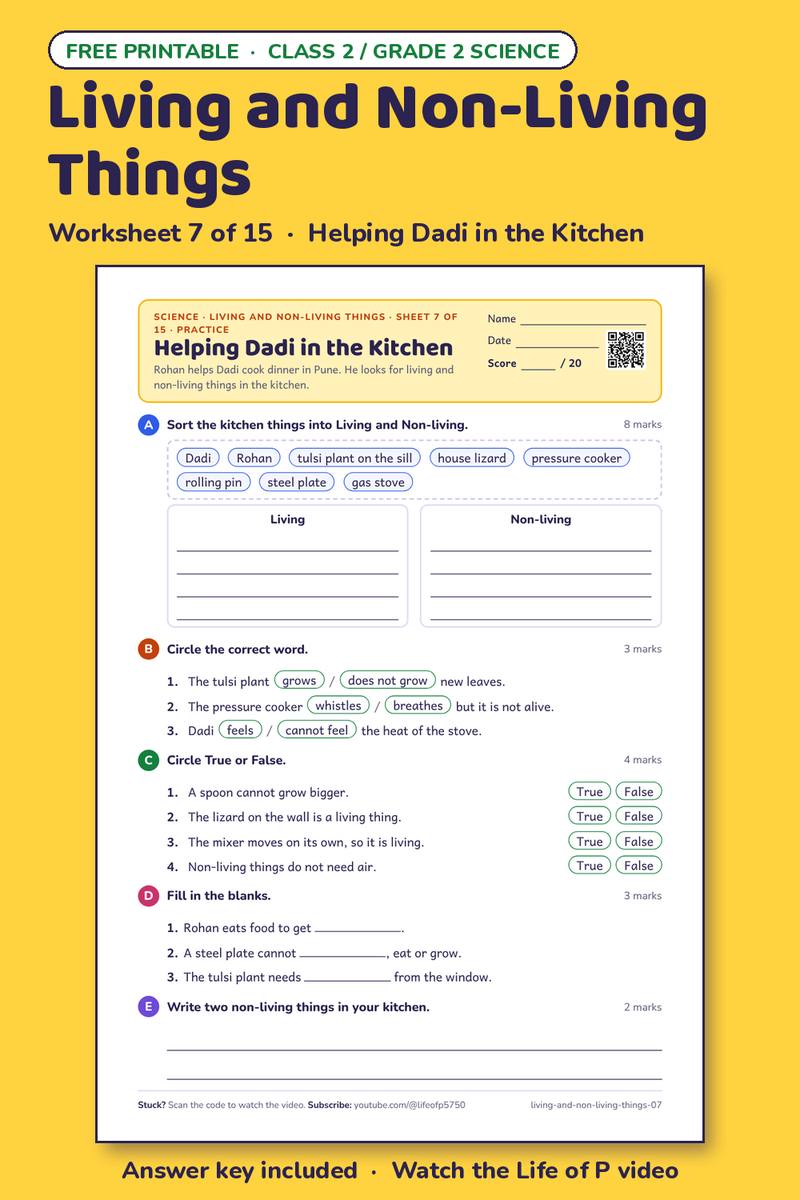 FREE PRINTABLE · CLASS 2 / GRADE 2 SCIENCE
Living and Non-Living
Things
Worksheet 7 of 15 · Helping Dadi in the Kitchen
SCIENCE · LIVING AND NON-LIVING THINGS · SHEET 7 OF
15 · PRACTICE
Helping Dadi in the Kitchen
Rohan helps Dadi cook dinner in Pune. He looks for living and
non-living things in the kitchen.
Name
Date
Score / 20
A Sort the kitchen things into Living and Non-living. 8 marks
Dadi Rohan tulsi plant on the sill house lizard pressure cooker
rolling pin steel plate gas stove
Living Non-living
B Circle the correct word. 3 marks
1. The tulsi plant grows / does not grow new leaves.
2. The pressure cooker whistles / breathes but it is not alive.
3. Dadi feels / cannot feel the heat of the stove.
C Circle True or False. 4 marks
1. A spoon cannot grow bigger. True False
2. The lizard on the wall is a living thing. True False
3. The mixer moves on its own, so it is living. True False
4. Non-living things do not need air. True False
D Fill in the blanks. 3 marks
1. Rohan eats food to get ____________.
2. A steel plate cannot ____________, eat or grow.
3. The tulsi plant needs ____________ from the window.
E Write two non-living things in your kitchen. 2 marks
Stuck? Scan the code to watch the video. Subscribe: youtube.com/@lifeofp5750 living-and-non-living-things-07
Answer key included · Watch the Life of P video